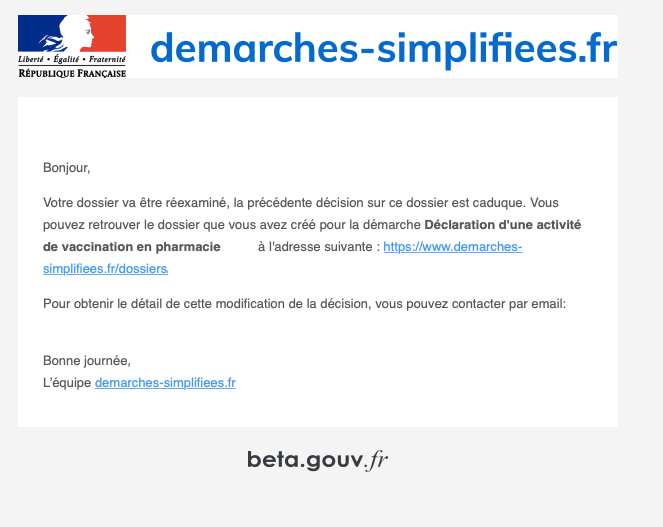 Liberté • Égalité • Fraternité
RÉPUBLIQUE FRANÇAISE
demarches-simplifiees.fr
Bonjour,
Votre dossier va être réexaminé, la précédente décision sur ce dossier est caduque. Vous
pouvez retrouver le dossier que vous avez créé pour la démarche Déclaration d'une activité
de vaccination en pharmacie à l'adresse suivante : https://www.demarches-
simplifiees.fr/dossiers.
Pour obtenir le détail de cette modification de la décision, vous pouvez contacter par email:
Bonne journée,
L'équipe demarches-simplifiees.fr
beta.gouv.fr